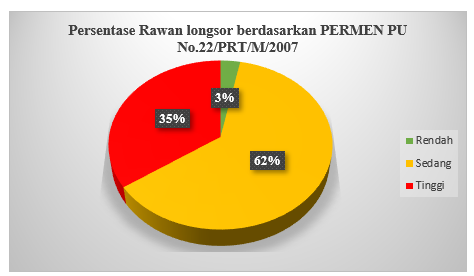 Persentase Rawan longsor berdasarkan PERMEN PU
No.22/PRT/M/2007
3%
35%
62%
Rendah
Sedang
Tinggi